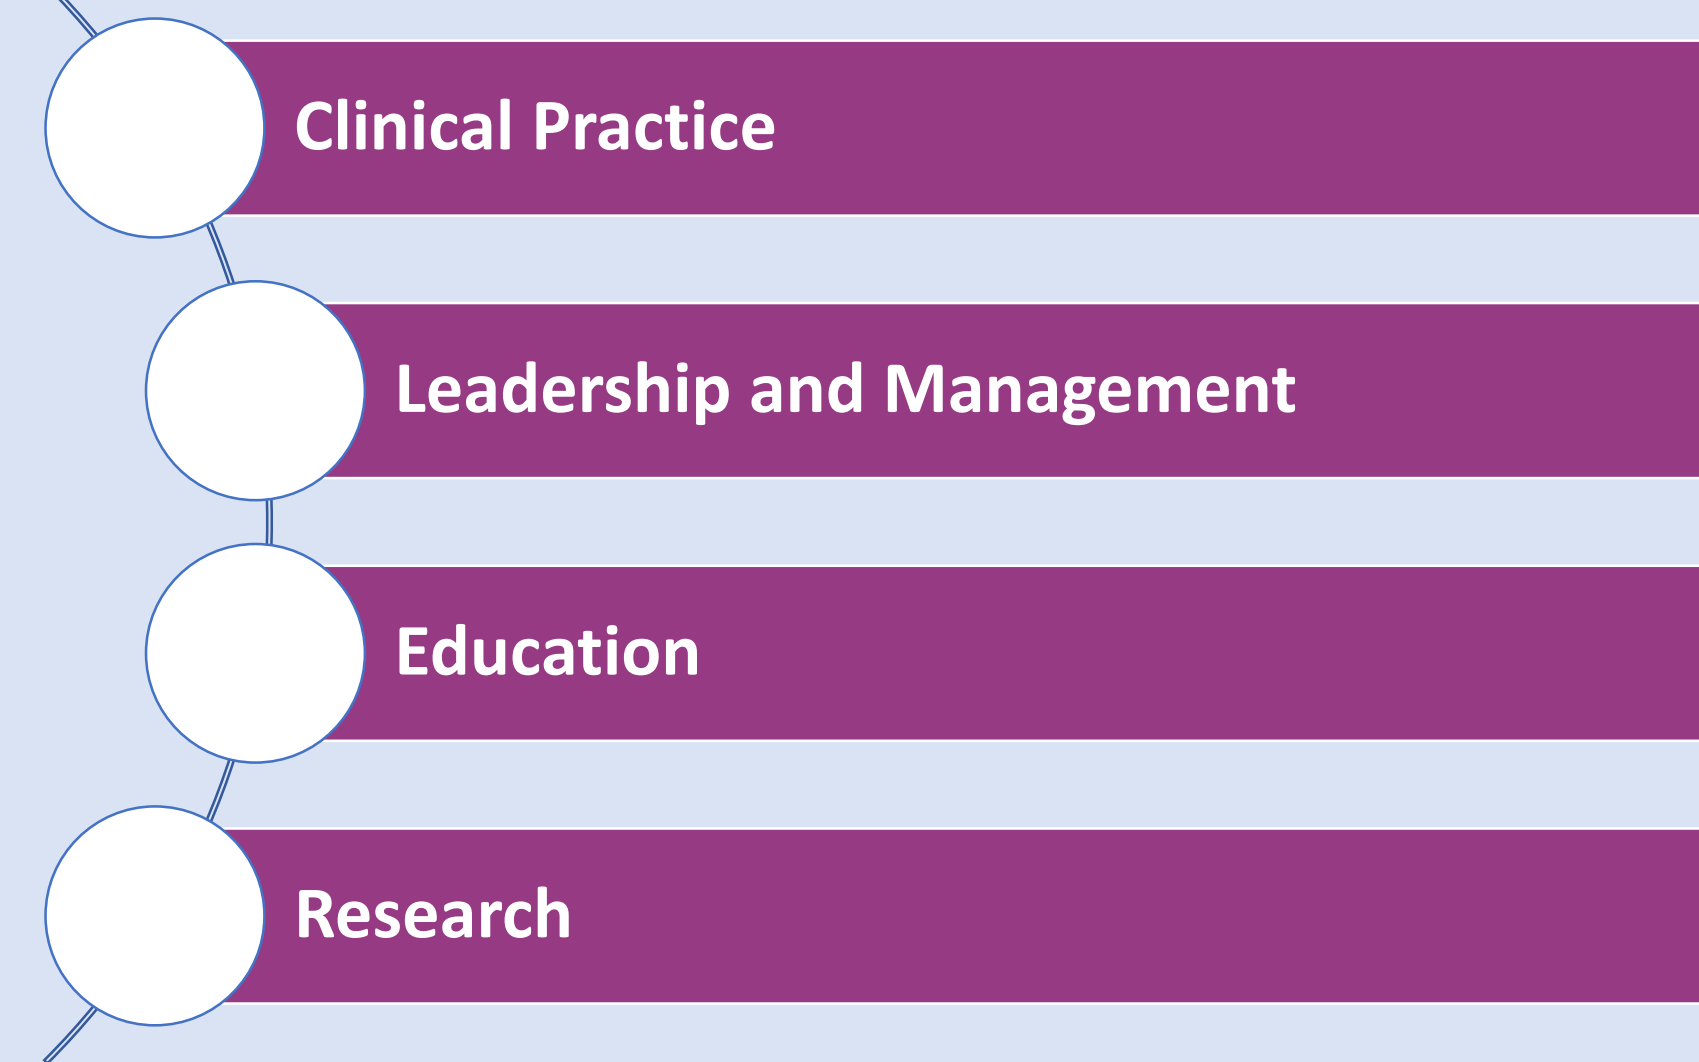 Clinical Practice
Leadership and Management
Education
Research